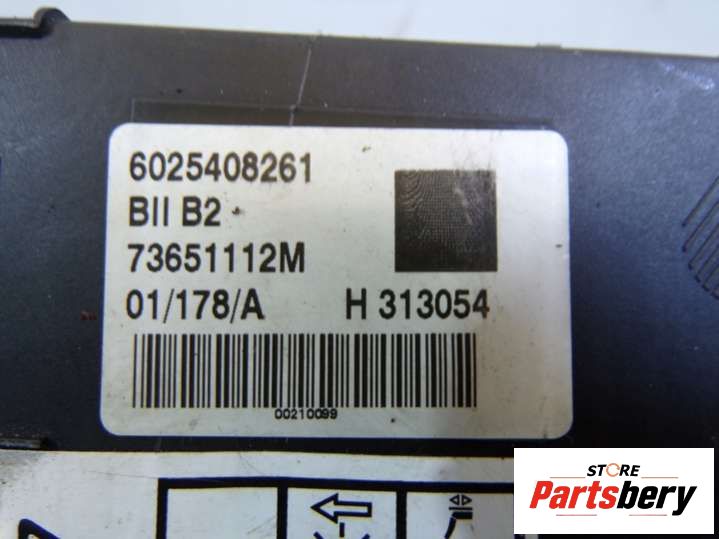 6025408261
BII B2
73651112M
01/178/A H 313054
00210099
STORE
Partsbery